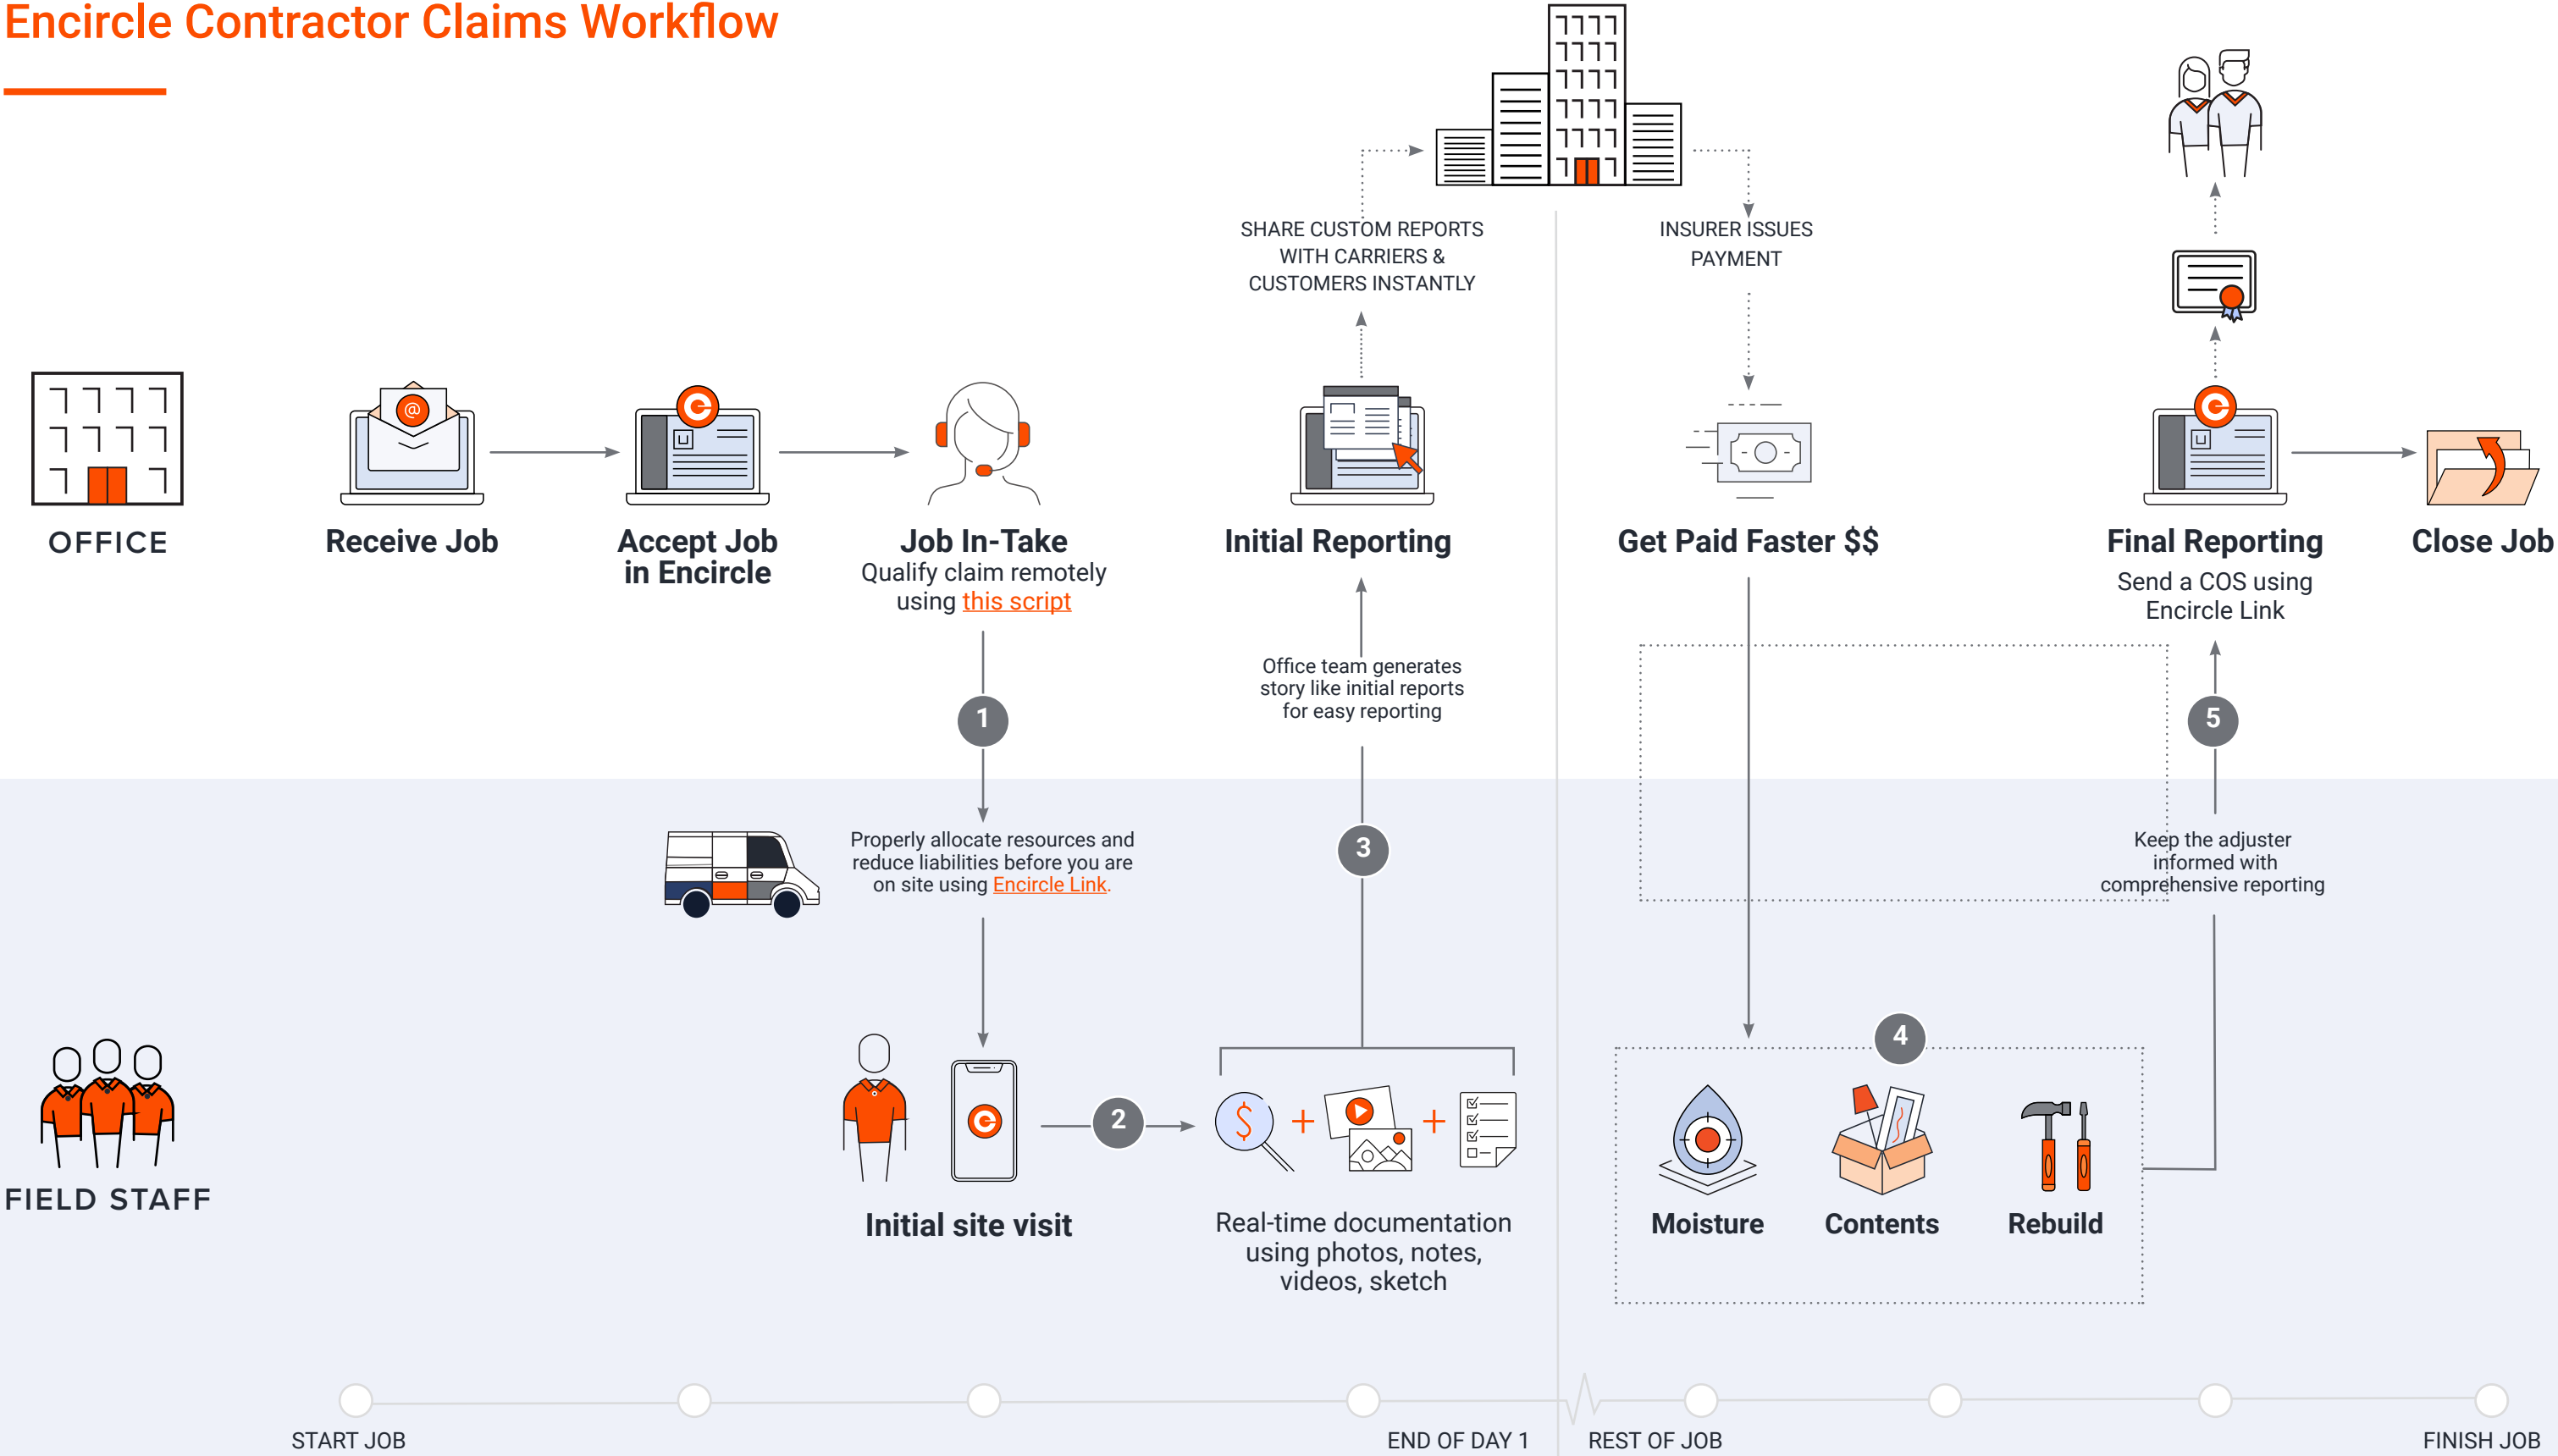 Encircle Contractor Claims Workflow
SHARE CUSTOM REPORTS
WITH CARRIERS &
CUSTOMERS INSTANTLY
INSURER ISSUES
PAYMENT
@
OFFICE
Receive Job
Accept Job
in Encircle
Job In-Take
Qualify claim remotely
using this script
Initial Reporting
Get Paid Faster $$
Final Reporting
Send a COS using
Encircle Link
Close Job
Office team generates
story like initial reports
for easy reporting
1
5
Properly allocate resources and
reduce liabilities before you are
on site using Encircle Link.
3
Keep the adjuster
informed with
comprehensive reporting
4
2
$
+
+
FIELD STAFF
Initial site visit
Real-time documentation
using photos, notes,
videos, sketch
Moisture
Contents
Rebuild
START JOB
END OF DAY 1
REST OF JOB
FINISH JOB